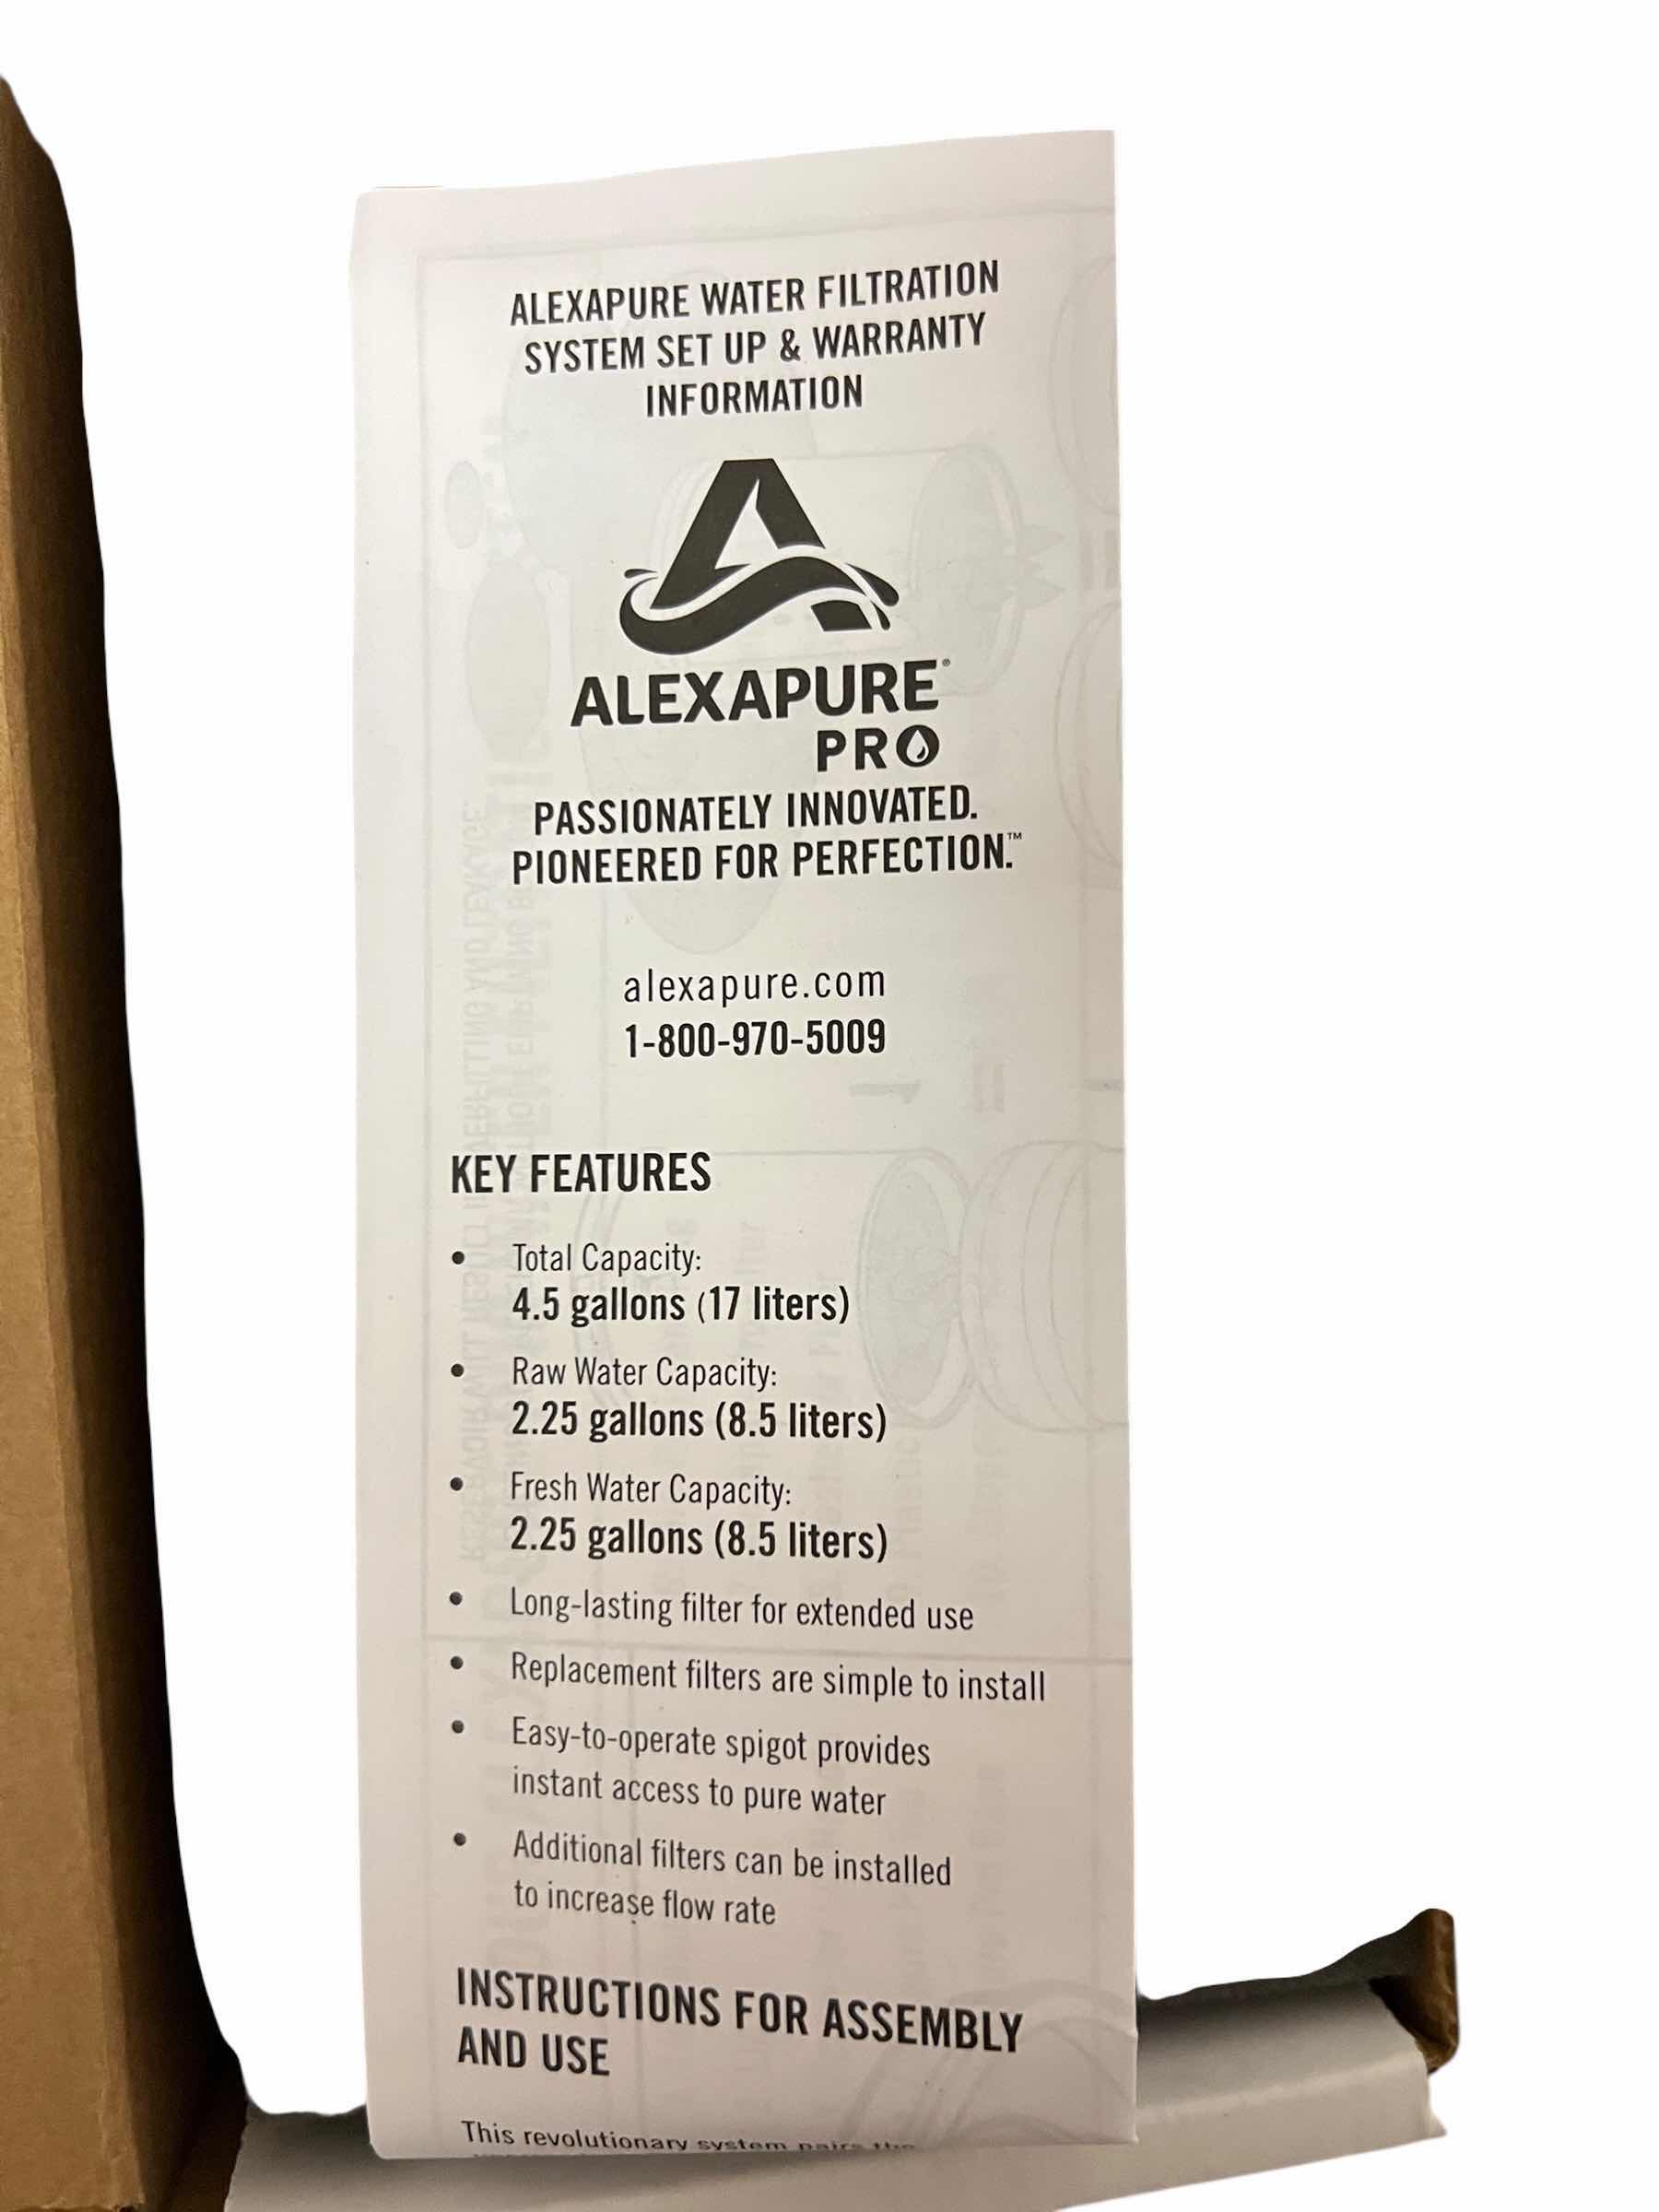 ALEXAPURE WATER FILTRATION
SYSTEM SET UP & WARRANTY
INFORMATION
ALEXAPURE®
PRO
PASSIONATELY INNOVATED.
PIONEERED FOR PERFECTION.™
alexapure.com
1-800-970-5009
KEY FEATURES
• Total Capacity:
4.5 gallons (17 liters)
• Raw Water Capacity:
2.25 gallons (8.5 liters)
• Fresh Water Capacity:
2.25 gallons (8.5 liters)
• Long-lasting filter for extended use
• Replacement filters are simple to install
• Easy-to-operate spigot provides
instant access to pure water
• Additional filters can be installed
to increase flow rate
INSTRUCTIONS FOR ASSEMBLY
AND USE
This revolutionary system pairs the